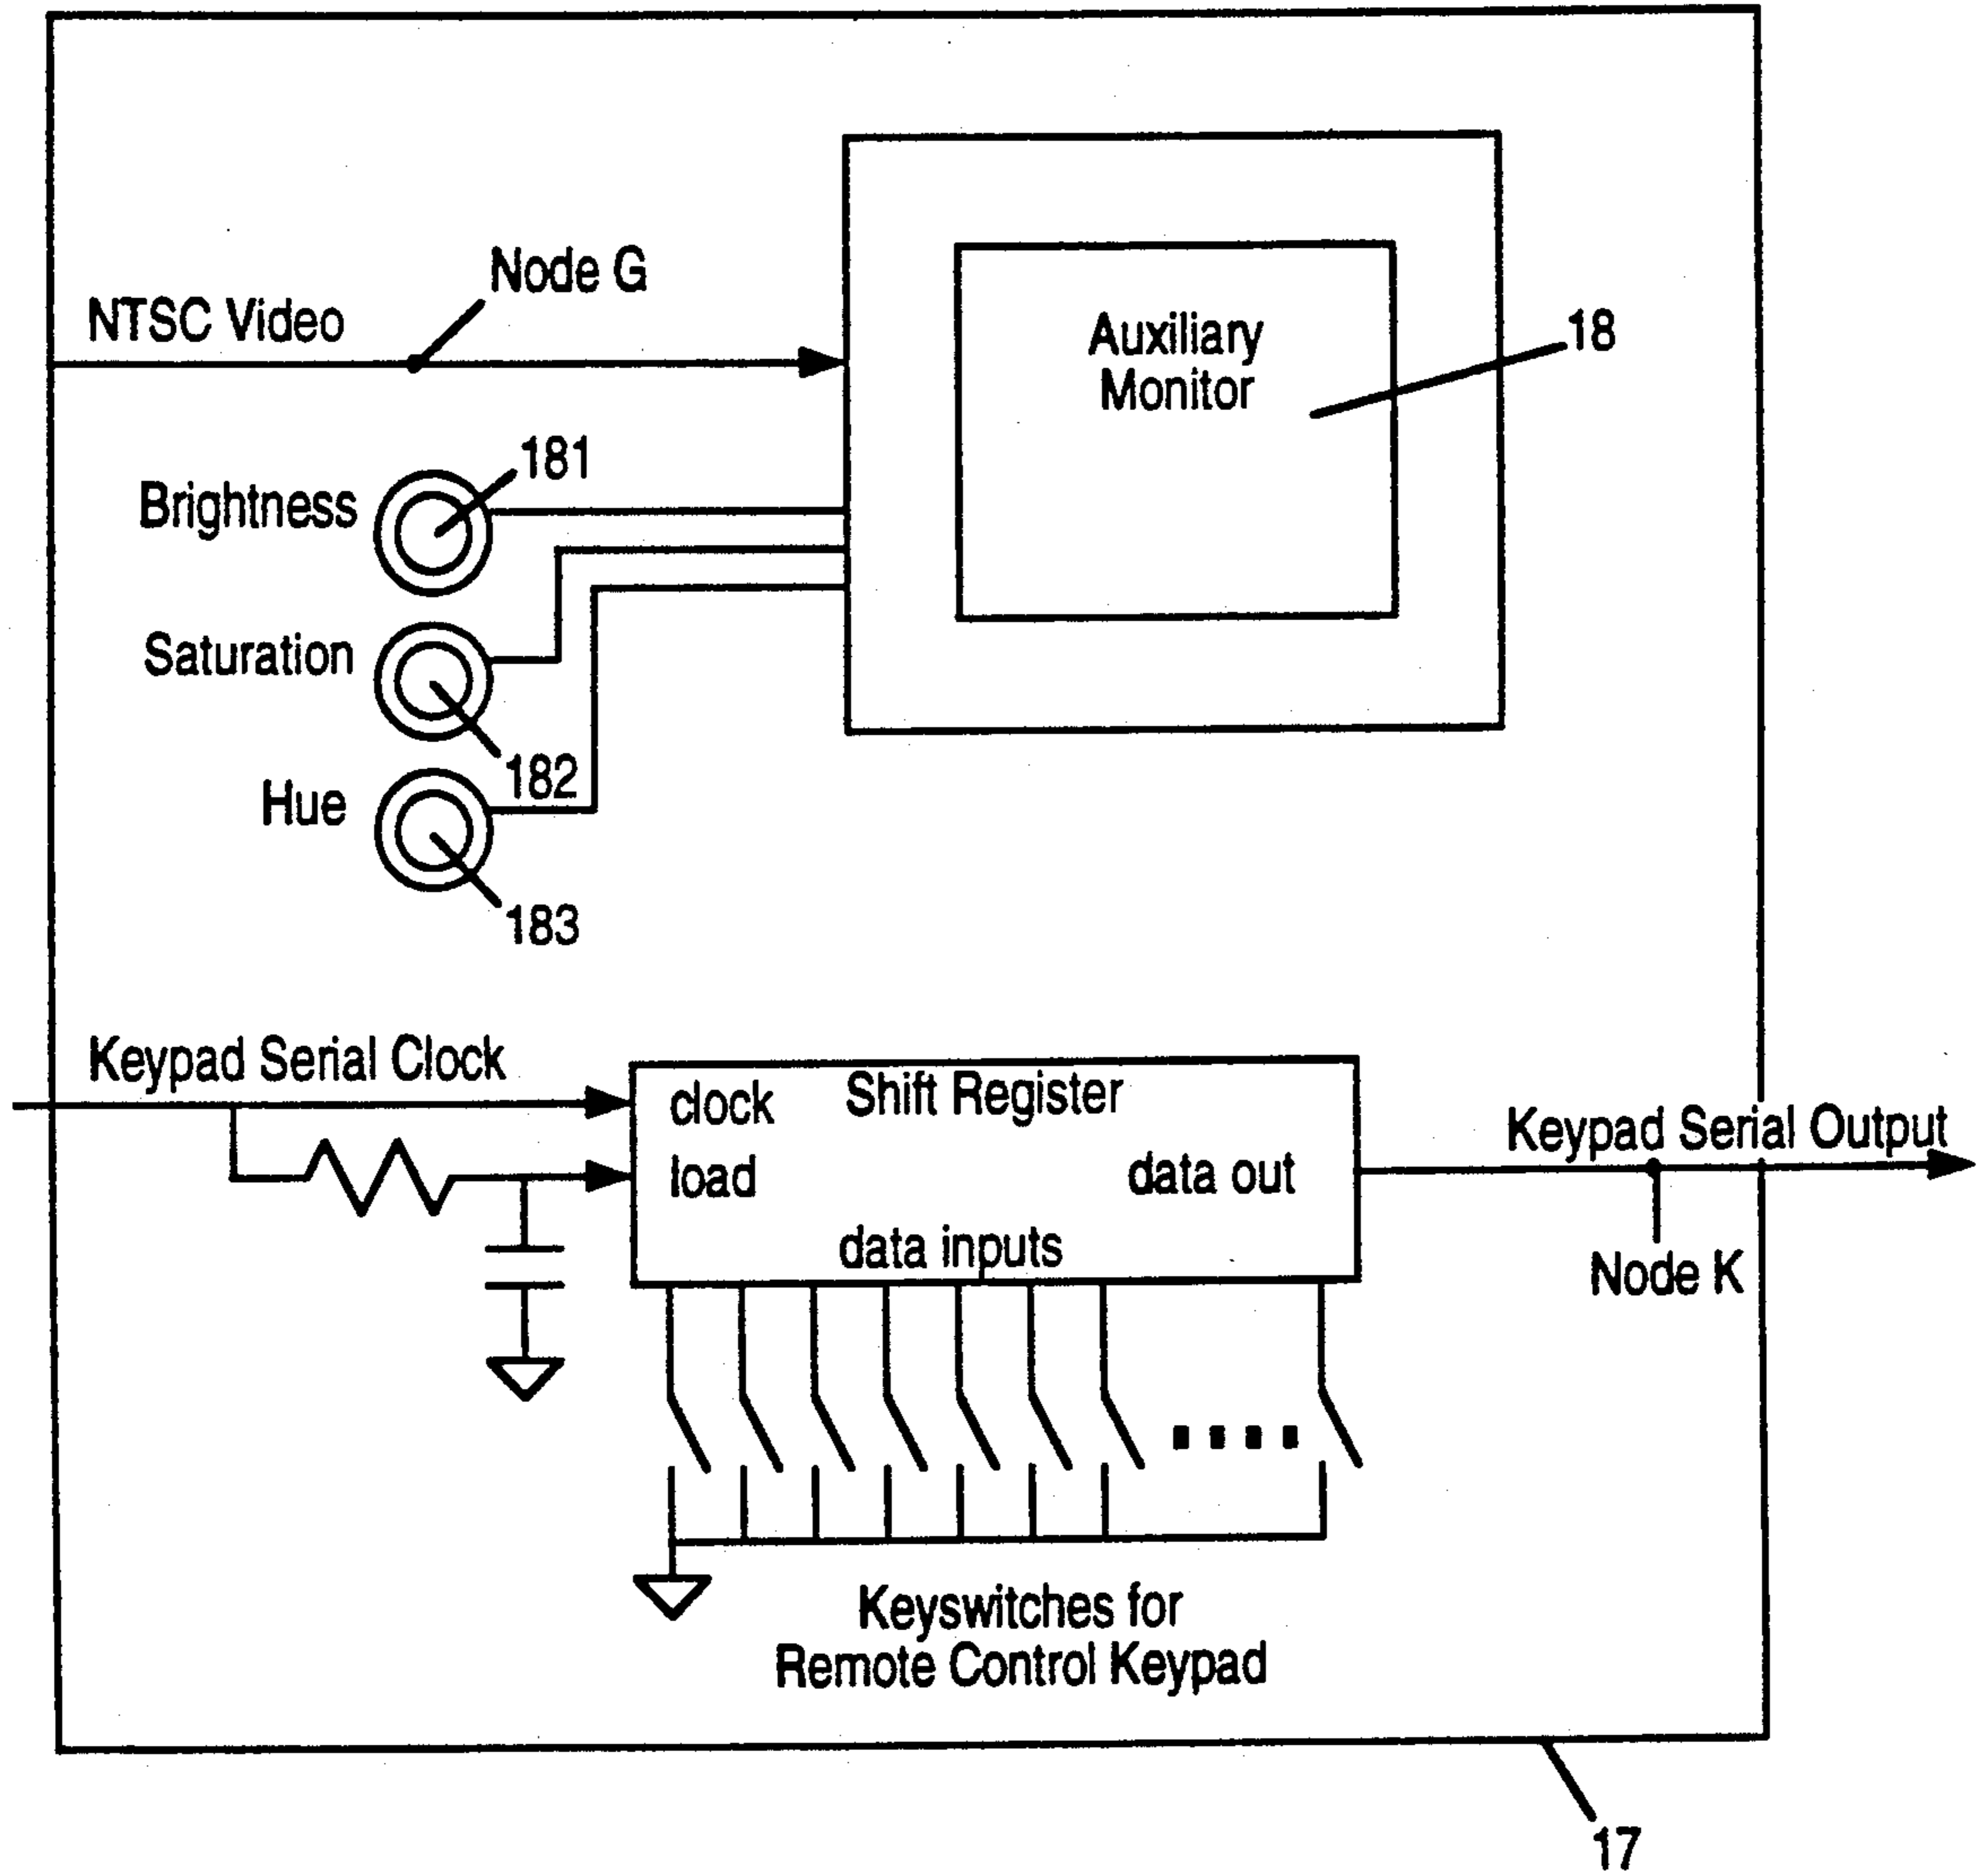 Node G
NTSC Video
Auxiliary
Monitor
18
181
Brightness
Saturation
182
Hue
183
Keypad Serial Clock
clock
Shift Register
load
data out
data inputs
Keypad Serial Output
Node K
Keyswitches for
Remote Control Keypad
17